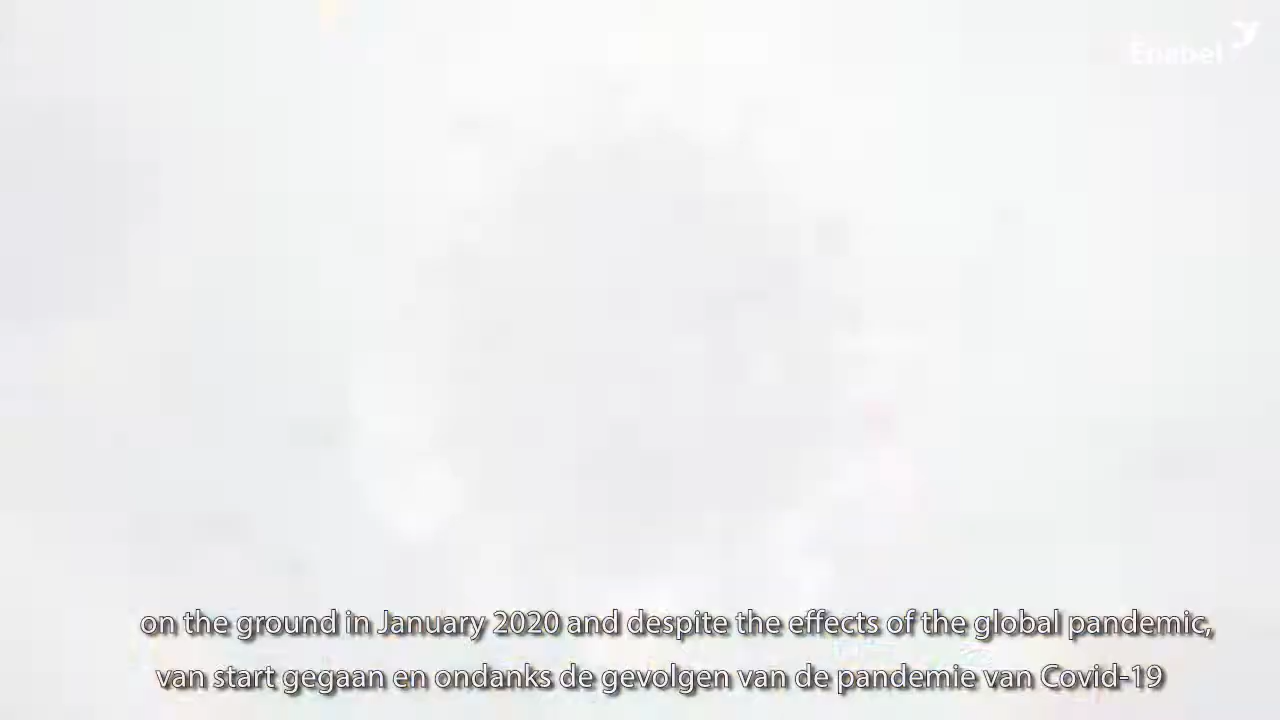 Enabel
on the ground in January 2020 and despite the effects of the global pandemic,
van start gegaan en ondanks de gevolgen van de pandemie van Covid-19